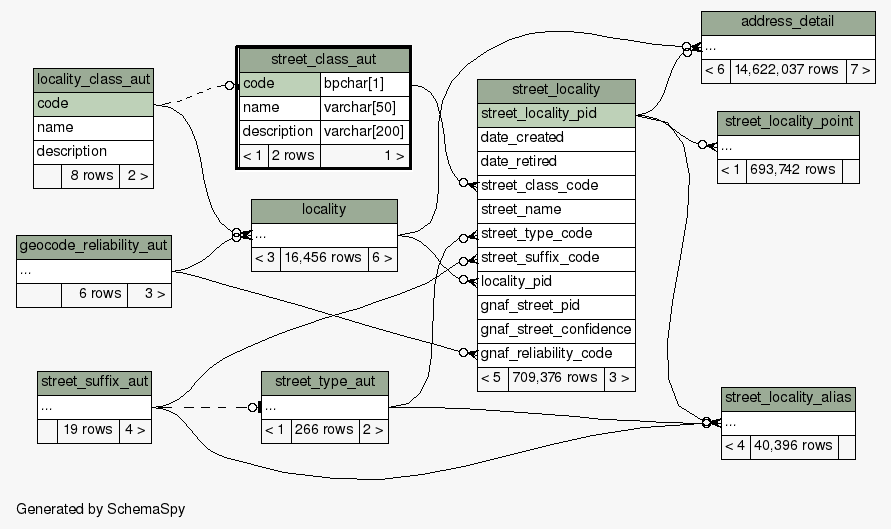 address_detail
...
< 6 14,622,037 rows 7 >
street_class_aut
code bpchar[1]
name varchar[50]
description varchar[200]
< 1 2 rows 1 >
locality_class_aut
code
name
description
8 rows 2 >
street_locality
street_locality_pid
date_created
date_retired
street_class_code
street_name
street_type_code
street_suffix_code
locality_pid
gnaf_street_pid
gnaf_street_confidence
gnaf_reliability_code
< 5 709,376 rows 3 >
street_locality_point
...
< 1 693,742 rows
locality
...
< 3 16,456 rows 6 >
geocode_reliability_aut
...
6 rows 3 >
street_suffix_aut
...
19 rows 4 >
street_type_aut
...
< 1 266 rows 2 >
street_locality_alias
...
< 4 40,396 rows
Generated by SchemaSpy